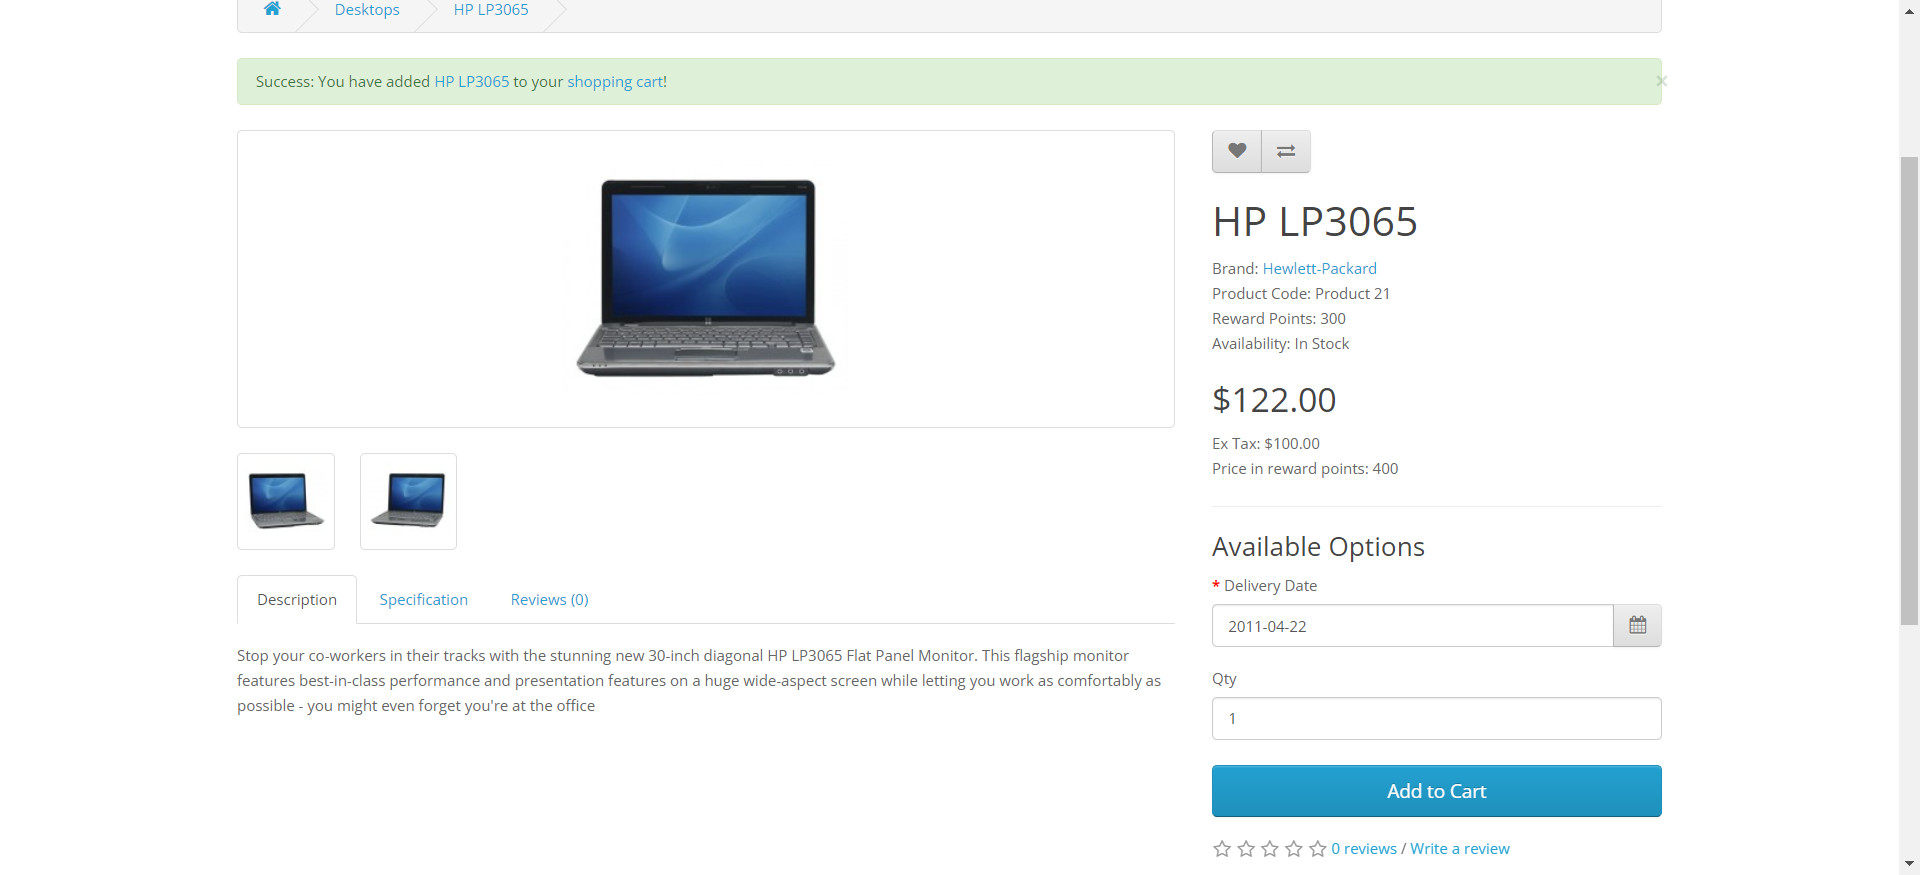 Desktops
HP LP3065
Success: You have added HP LP3065 to your shopping cart!
×
HP LP3065
Brand: Hewlett-Packard
Product Code: Product 21
Reward Points: 300
Availability: In Stock
$122.00
Ex Tax: $100.00
Price in reward points: 400
Available Options
* Delivery Date
2011-04-22
Qty
1
Add to Cart
0 reviews / Write a review
Description
Specification
Reviews (0)
Stop your co-workers in their tracks with the stunning new 30-inch diagonal HP LP3065 Flat Panel Monitor. This flagship monitor
features best-in-class performance and presentation features on a huge wide-aspect screen while letting you work as comfortably as
possible - you might even forget you're at the office